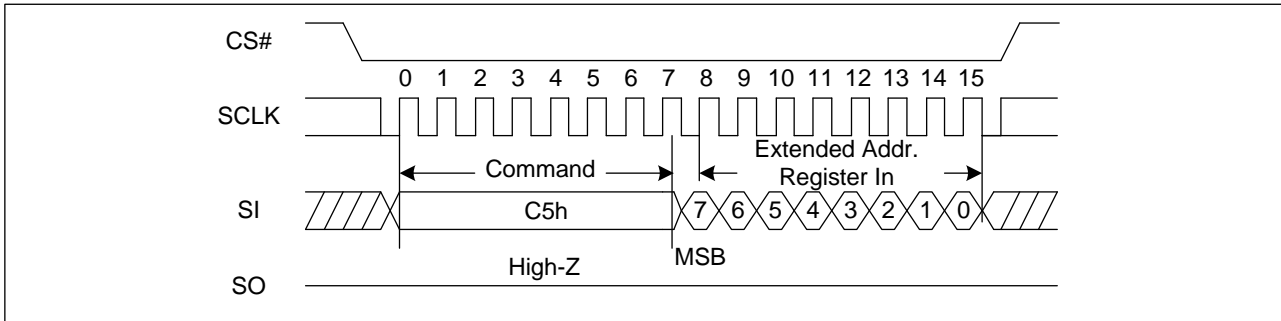 CS#
0 1 2 3 4 5 6 7 8 9 10 11 12 13 14 15
SCLK
Command
Extended Addr.
Register In
SI
C5h
7 6 5 4 3 2 1 0
High-Z
MSB
SO